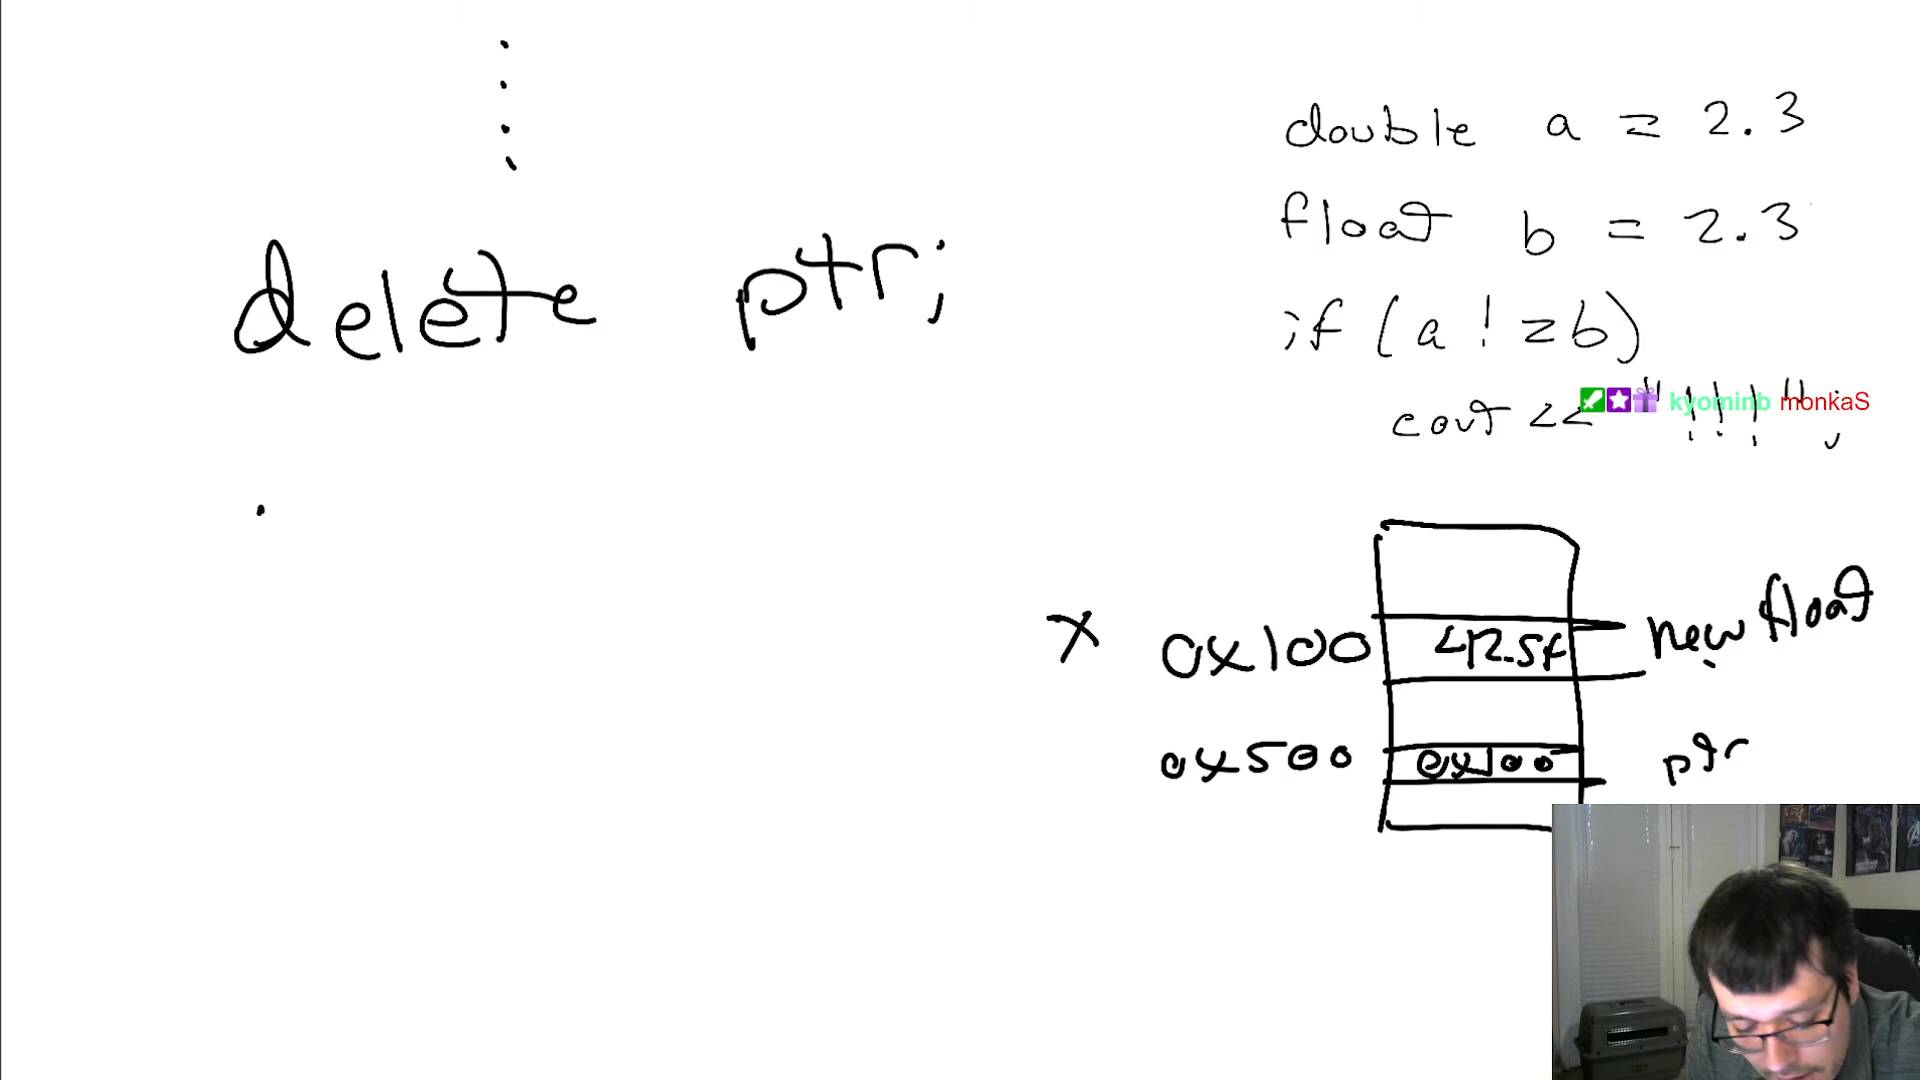 delete ptr;
double a = 2.3
float b = 2.3
if (a != b)
cout << "!!!";
kyominb monkaS
x 0x100 42.5f new float
0x500 0x100 ptr